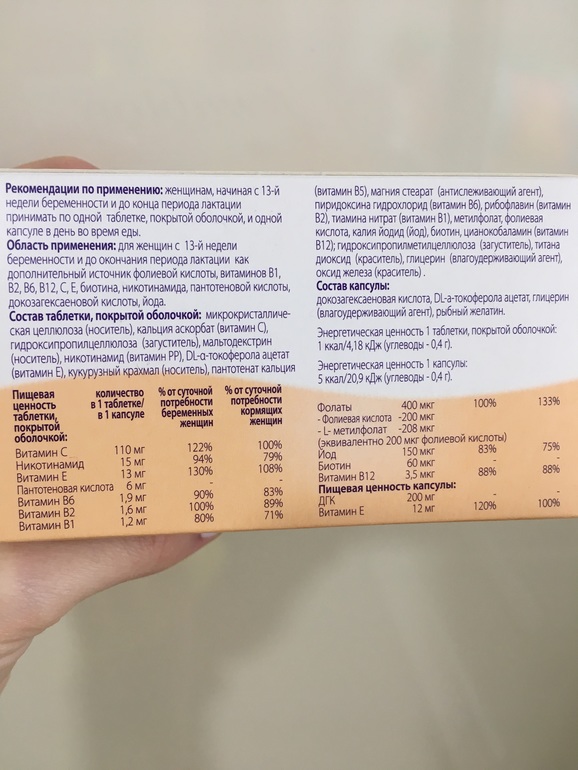 Рекомендации по применению: женщинам, начиная с 13-й
недели беременности и до конца периода лактации
принимать по одной таблетке, покрытой оболочкой, и одной
капсуле в день во время еды.
Область применения: для женщин с 13-й недели
беременности и до окончания периода лактации как
дополнительный источник фолиевой кислоты, витаминов В1,
В2, В6, В12, С, Е, биотина, никотинамида, пантотеновой кислоты,
докозагексаеновой кислоты, йода.
Состав таблетки, покрытой оболочкой: микрокристалличе-
ская целлюлоза (носитель), кальция аскорбат (витамин С),
гидроксипропилцеллюлоза (загуститель), мальтодекстрин
(носитель), никотинамид (витамин РР), DL-α-токоферола ацетат
(витамин Е), кукурузный крахмал (носитель), пантотенат кальция
(витамин В5), магния стеарат (антислеживающий агент),
пиридоксина гидрохлорид (витамин В6), рибофлавин (витамин
В2), тиамина нитрат (витамин В1), метилфолат, фолиевая
кислота, калия йодид (йод), биотин, цианокобаламин (витамин
В12); гидроксипропилметилцеллюлоза (загуститель), титана
диоксид (краситель), глицерин (влагоудерживающий агент),
оксид железа (краситель).
Состав капсулы:
докозагексаеновая кислота, DL-а-токоферола ацетат, глицерин
(влагоудерживающий агент), рыбный желатин.
Энергетическая ценность 1 таблетки, покрытой оболочкой:
1 ккал/4,18 кДж (углеводы - 0,4 г).
Энергетическая ценность 1 капсулы:
5 ккал/20,9 кДж (углеводы - 0,4 г).
Пищевая количество % от суточной % от суточной
ценность в 1 таблетке/ потребности потребности
таблетки, в 1 капсуле беременных кормящих
покрытой женщин женщин
оболочкой:
Витамин С 110 мг 122% 100%
Никотинамид 15 мг 94% 79%
Витамин Е 13 мг 130% 108%
Пантотеновая кислота 6 мг - -
Витамин В6 1,9 мг 90% 83%
Витамин В2 1,6 мг 100% 89%
Витамин В1 1,2 мг 80% 71%
Фолаты 400 мкг 100% 133%
- Фолиевая кислота -200 мкг
- L- метилфолат -208 мкг
(эквивалентно 200 мкг фолиевой кислоты)
Йод 150 мкг 83% 75%
Биотин 60 мкг - -
Витамин В12 3,5 мкг 88% 88%
Пищевая ценность капсулы:
ДГК 200 мг - -
Витамин Е 12 мг 120% 100%